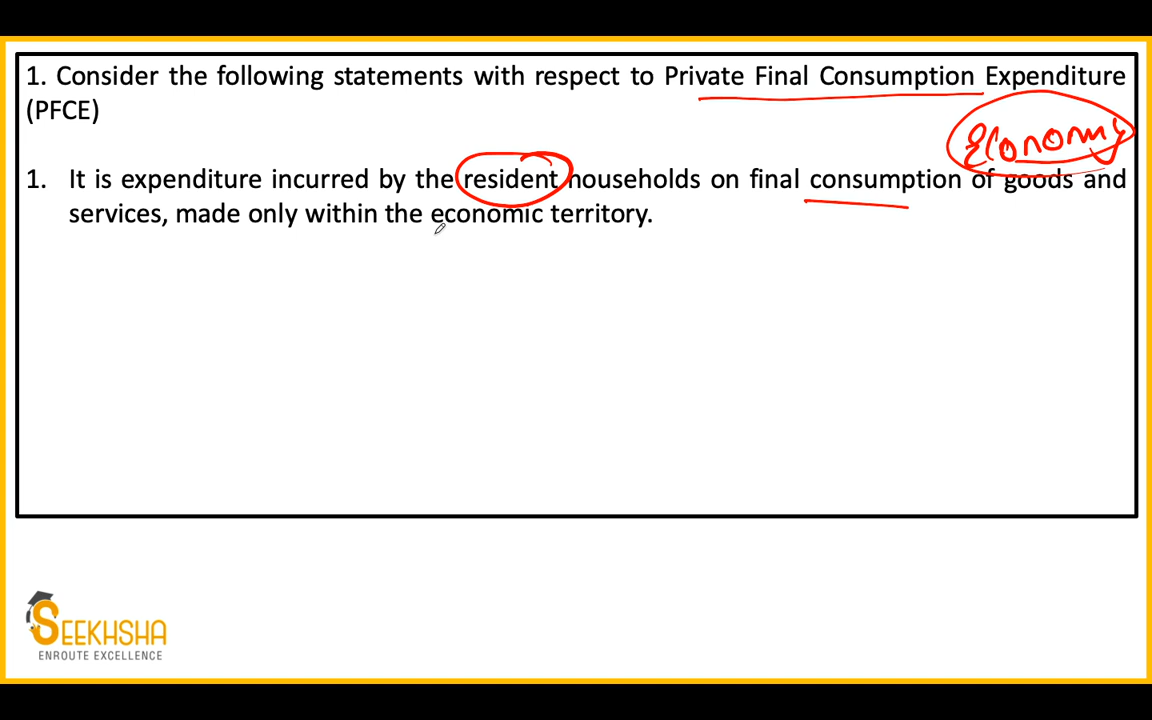 1. Consider the following statements with respect to Private Final Consumption Expenditure
(PFCE)
Economy
1. It is expenditure incurred by the resident households on final consumption of goods and
services, made only within the economic territory.
SEEKHSHA
ENROUTE EXCELLENCE